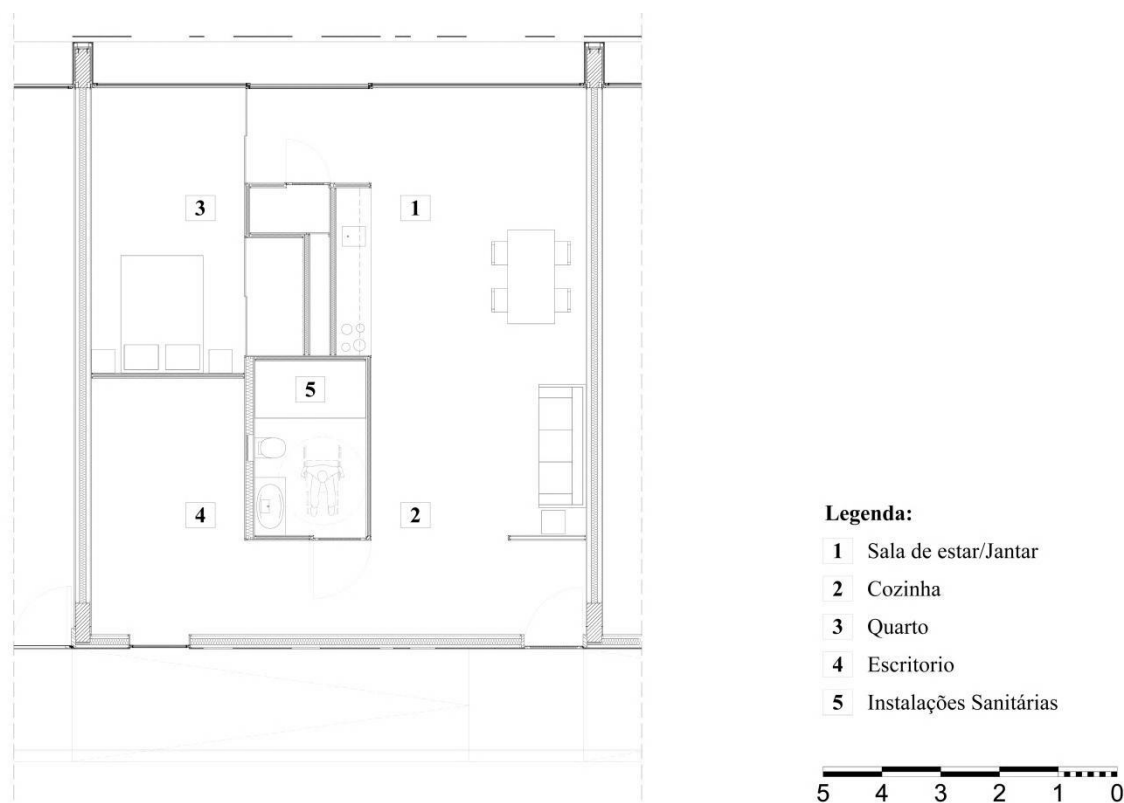 3
1
5
4
2
Legenda:
1 Sala de estar/Jantar
2 Cozinha
3 Quarto
4 Escritorio
5 Instalações Sanitárias
5 4 3 2 1 0